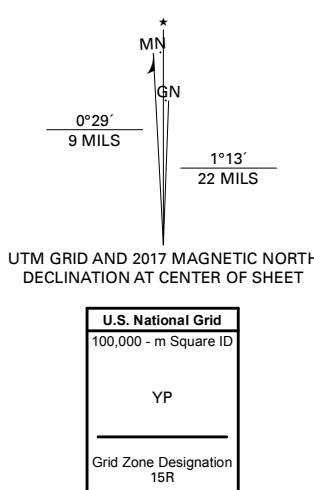 ★
MN
GN
0°29´
9 MILS
1°13´
22 MILS
UTM GRID AND 2017 MAGNETIC NORTH
DECLINATION AT CENTER OF SHEET
U.S. National Grid
100,000 - m Square ID
YP
Grid Zone Designation
15R